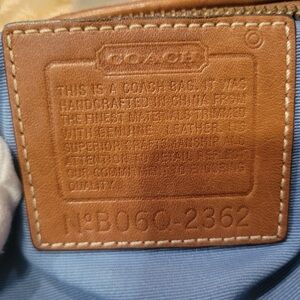 COACH
THIS IS A COACH BAG. IT WAS
HANDCRAFTED IN CHINA FROM
THE FINEST MATERIALS TRIMMED
WITH GENUINE LEATHER. ITS
SUPERIOR CRAFTSMANSHIP AND
ATTENTION TO DETAIL REFLECT
OUR COMMITMENT TO ENDURING
QUALITY.
NºB06Q-2362